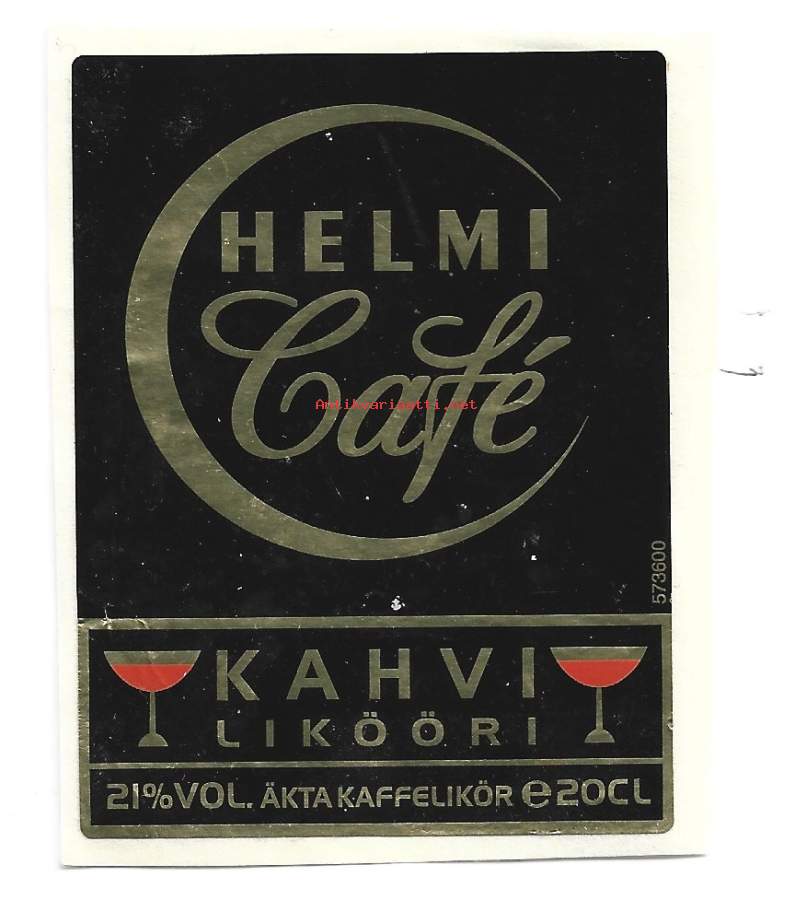 HELMI
Café
Antikvariaatti.net
573600
KAHVI
LIKÖÖRI
21%VOL. ÄKTA KAFFELIKÖR ℮20CL